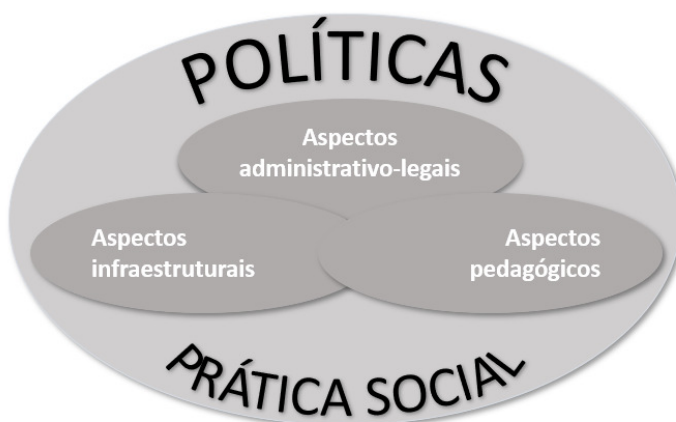 POLÍTICAS
Aspectos
administrativo-legais
Aspectos
infraestruturais
Aspectos
pedagógicos
PRÁTICA SOCIAL